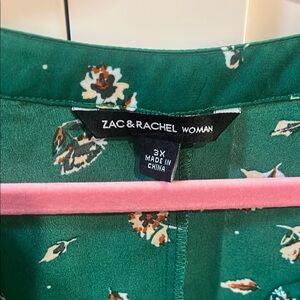 ZAC & RACHEL WOMAN
3X
MADE IN
CHINA